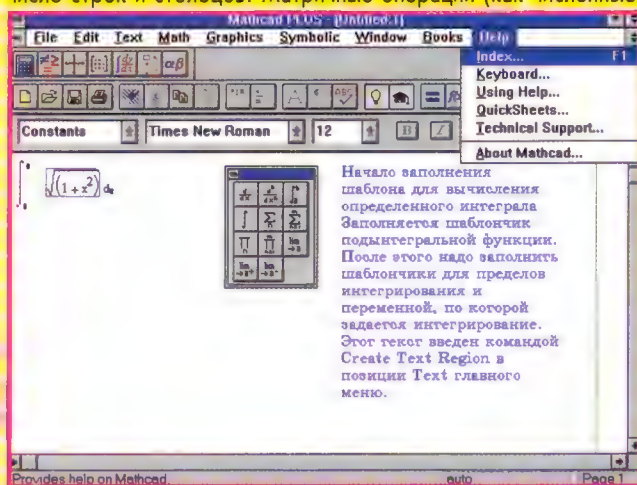 Mathcad PLUS - [Untitled:1]
File Edit Text Math Graphics Symbolic Window Books Help
Index... F1
Keyboard...
Using Help...
QuickSheets...
Technical Support...
About Mathcad...
Constants Times New Roman 12 B I
√(1 + x²) dx
Начало заполнения
шаблона для вычисления
определенного интеграла
Заполняется шаблончик
подынтегральной функции.
После этого надо заполнить
шаблончики для пределов
интегрирования и
переменной, по которой
задается интегрирование.
Этот текст введен командой
Create Text Region в
позиции Text главного
меню.
Provides help on Mathcad. auto Page 1